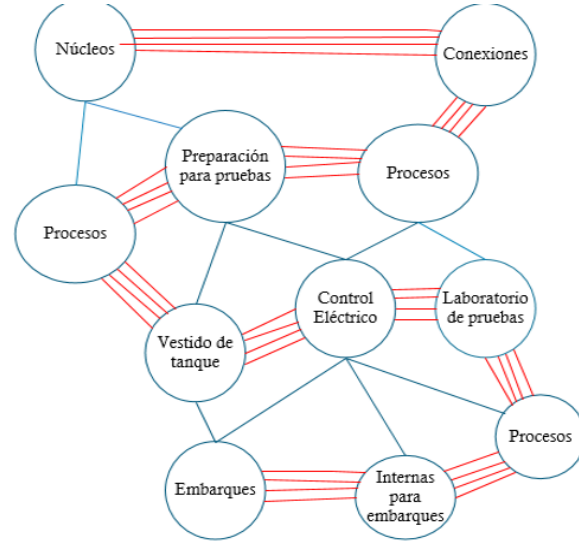 Núcleos
Conexiones
Preparación
para pruebas
Procesos
Procesos
Control
Eléctrico
Laboratorio
de pruebas
Vestido de
tanque
Procesos
Embarques
Internas
para
embarques